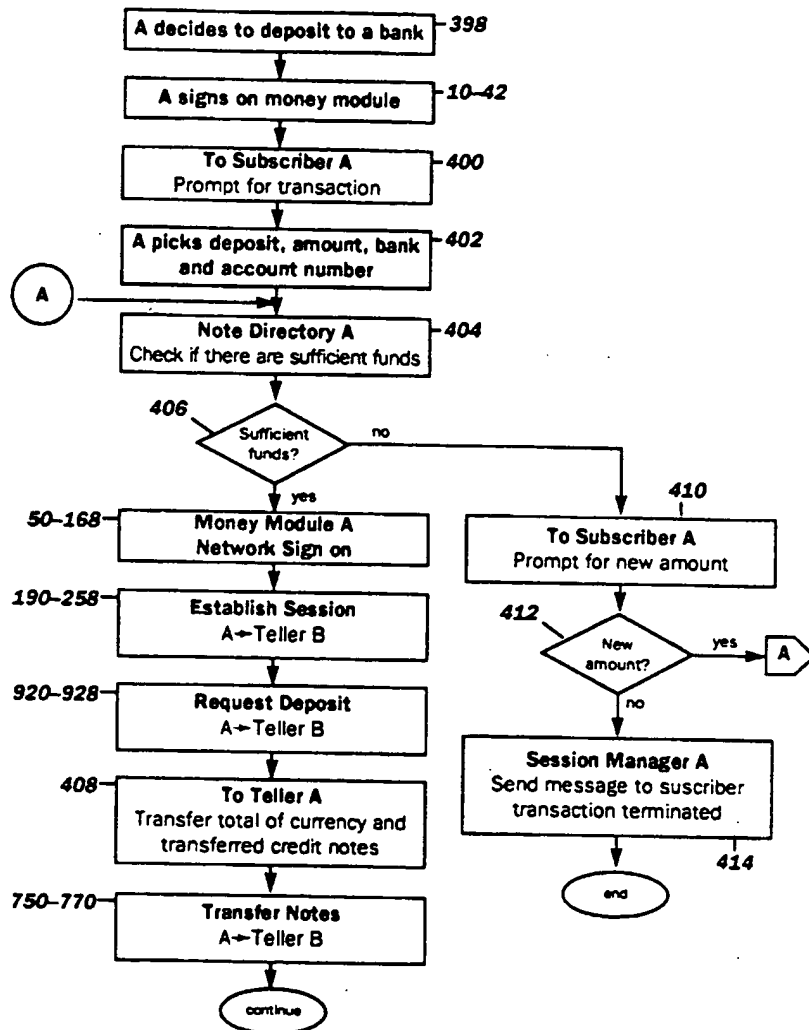 A decides to deposit to a bank
398
A signs on money module
10-42
To Subscriber A
Prompt for transaction
400
A picks deposit, amount, bank
and account number
402
A
Note Directory A
Check if there are sufficient funds
404
406
Sufficient
funds?
no
yes
50-168
Money Module A
Network Sign on
190-258
Establish Session
A→Teller B
920-928
Request Deposit
A→Teller B
408
To Teller A
Transfer total of currency and
transferred credit notes
750-770
Transfer Notes
A→Teller B
continue
410
To Subscriber A
Prompt for new amount
412
New
amount?
yes
A
no
Session Manager A
Send message to suscriber
transaction terminated
414
end